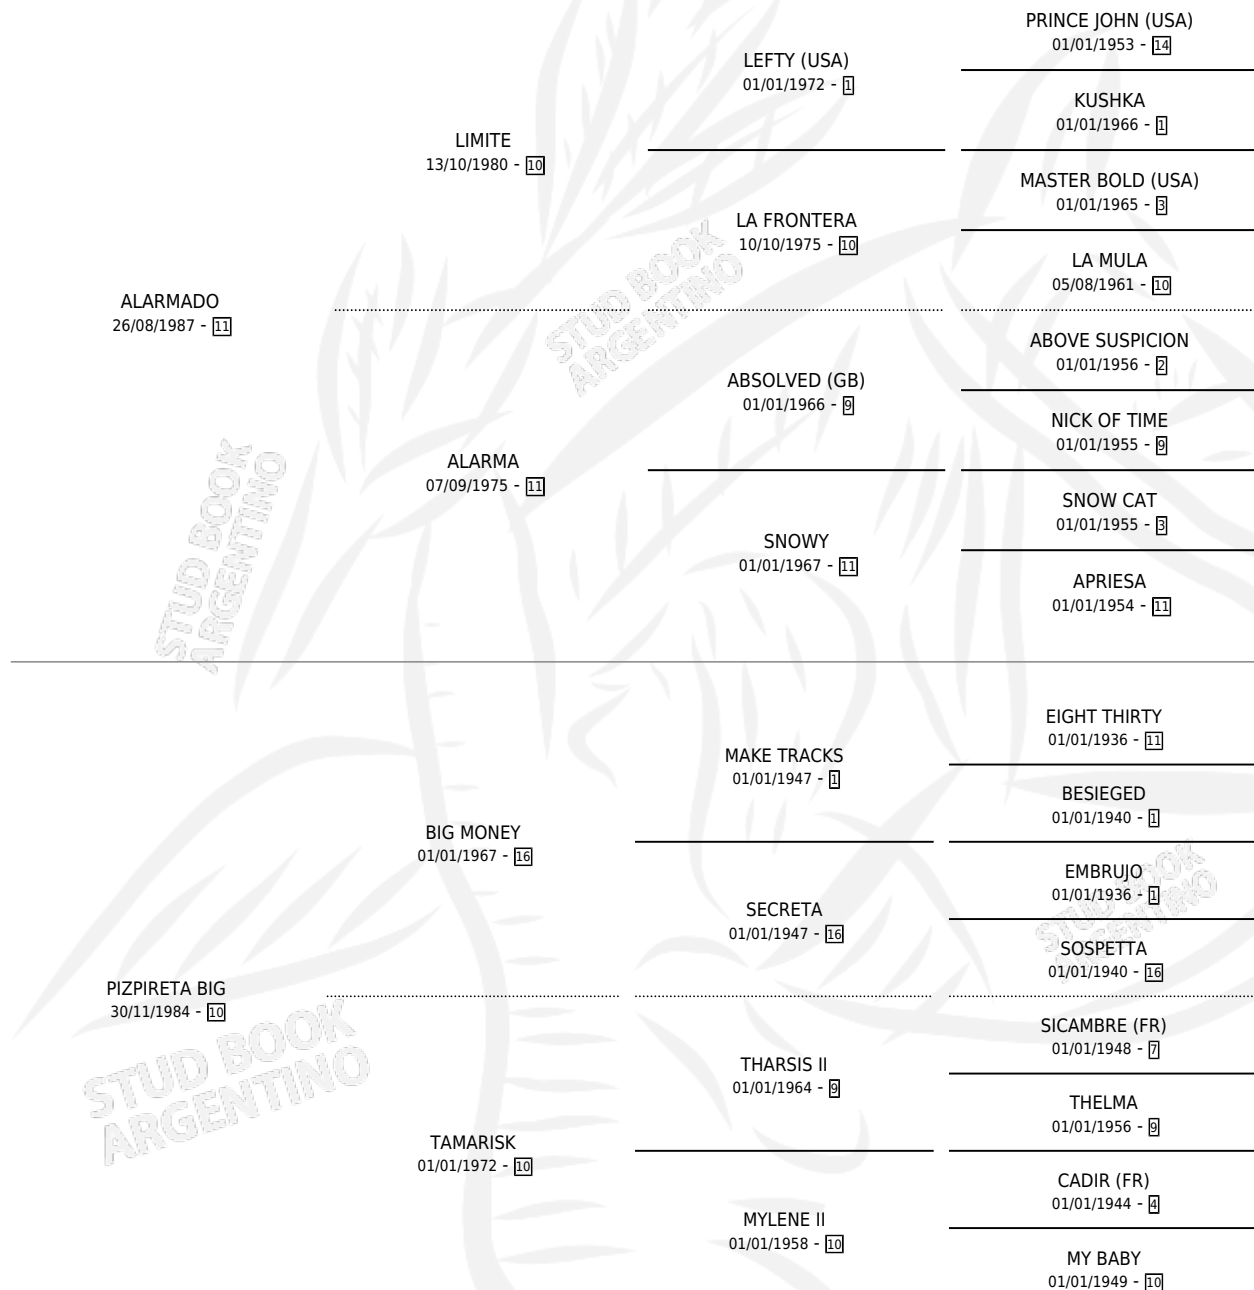 PRINCE JOHN (USA)
01/01/1953 - 14
LEFTY (USA)
01/01/1972 - 1
KUSHKA
01/01/1966 - 1
LIMITE
13/10/1980 - 10
MASTER BOLD (USA)
01/01/1965 - 3
LA FRONTERA
10/10/1975 - 10
LA MULA
05/08/1961 - 10
ALARMADO
26/08/1987 - 11
STUD BOOK
ARGENTINO
ABOVE SUSPICION
01/01/1956 - 2
ABSOLVED (GB)
01/01/1966 - 9
NICK OF TIME
01/01/1955 - 9
ALARMA
07/09/1975 - 11
SNOW CAT
01/01/1955 - 3
SNOWY
01/01/1967 - 11
APRIESA
01/01/1954 - 11
STUD BOOK
ARGENTINO
EIGHT THIRTY
01/01/1936 - 11
MAKE TRACKS
01/01/1947 - 1
BESIEGED
01/01/1940 - 1
BIG MONEY
01/01/1967 - 16
EMBRUJO
01/01/1936 - 1
SECRETA
01/01/1947 - 16
STUD BOOK
ARGENTINO
SOSPETTA
01/01/1940 - 16
PIZPIRETA BIG
30/11/1984 - 10
STUD BOOK
ARGENTINO
SICAMBRE (FR)
01/01/1948 - 7
THARSIS II
01/01/1964 - 9
THELMA
01/01/1956 - 9
TAMARISK
01/01/1972 - 10
CADIR (FR)
01/01/1944 - 4
MYLENE II
01/01/1958 - 10
MY BABY
01/01/1949 - 10